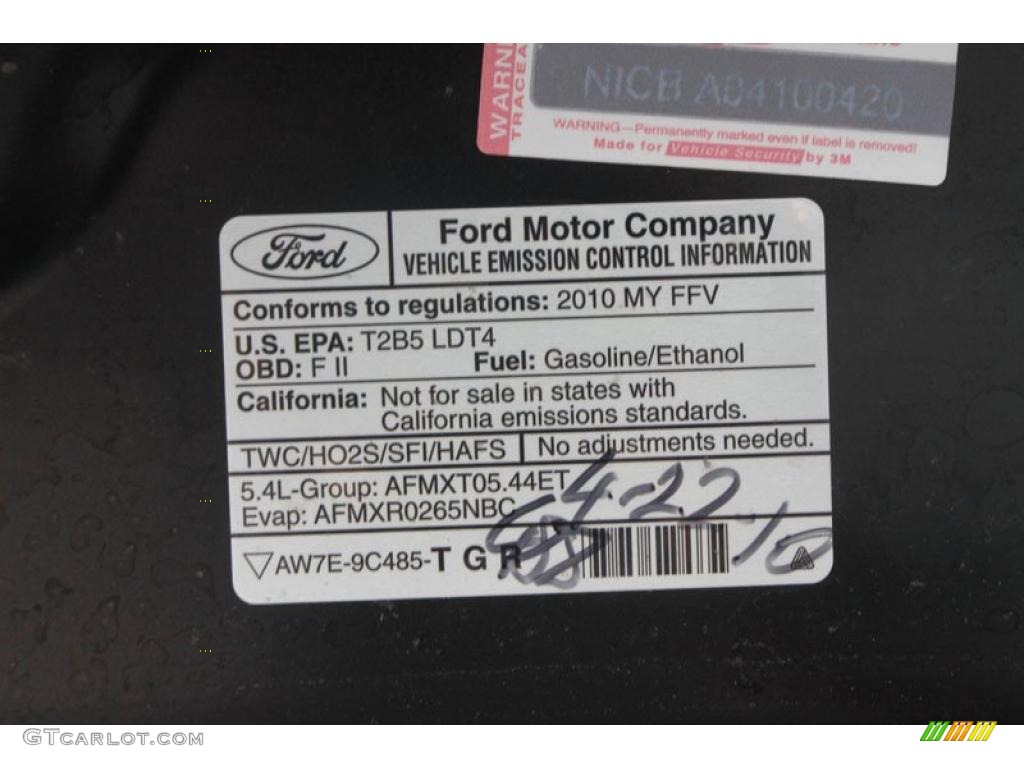 WARNI
TRACEA
NICB A04100420
WARNING–Permanently marked even if label is removed!
Made for Vehicle Security by 3M
Ford
Ford Motor Company
VEHICLE EMISSION CONTROL INFORMATION
Conforms to regulations: 2010 MY FFV
U.S. EPA: T2B5 LDT4
OBD: F II Fuel: Gasoline/Ethanol
California: Not for sale in states with
California emissions standards.
TWC/HO2S/SFI/HAFS No adjustments needed.
5.4L-Group: AFMXT05.44ET
Evap: AFMXR0265NBC
4-22-10
AW7E-9C485-T G R
GTCARLOT.COM